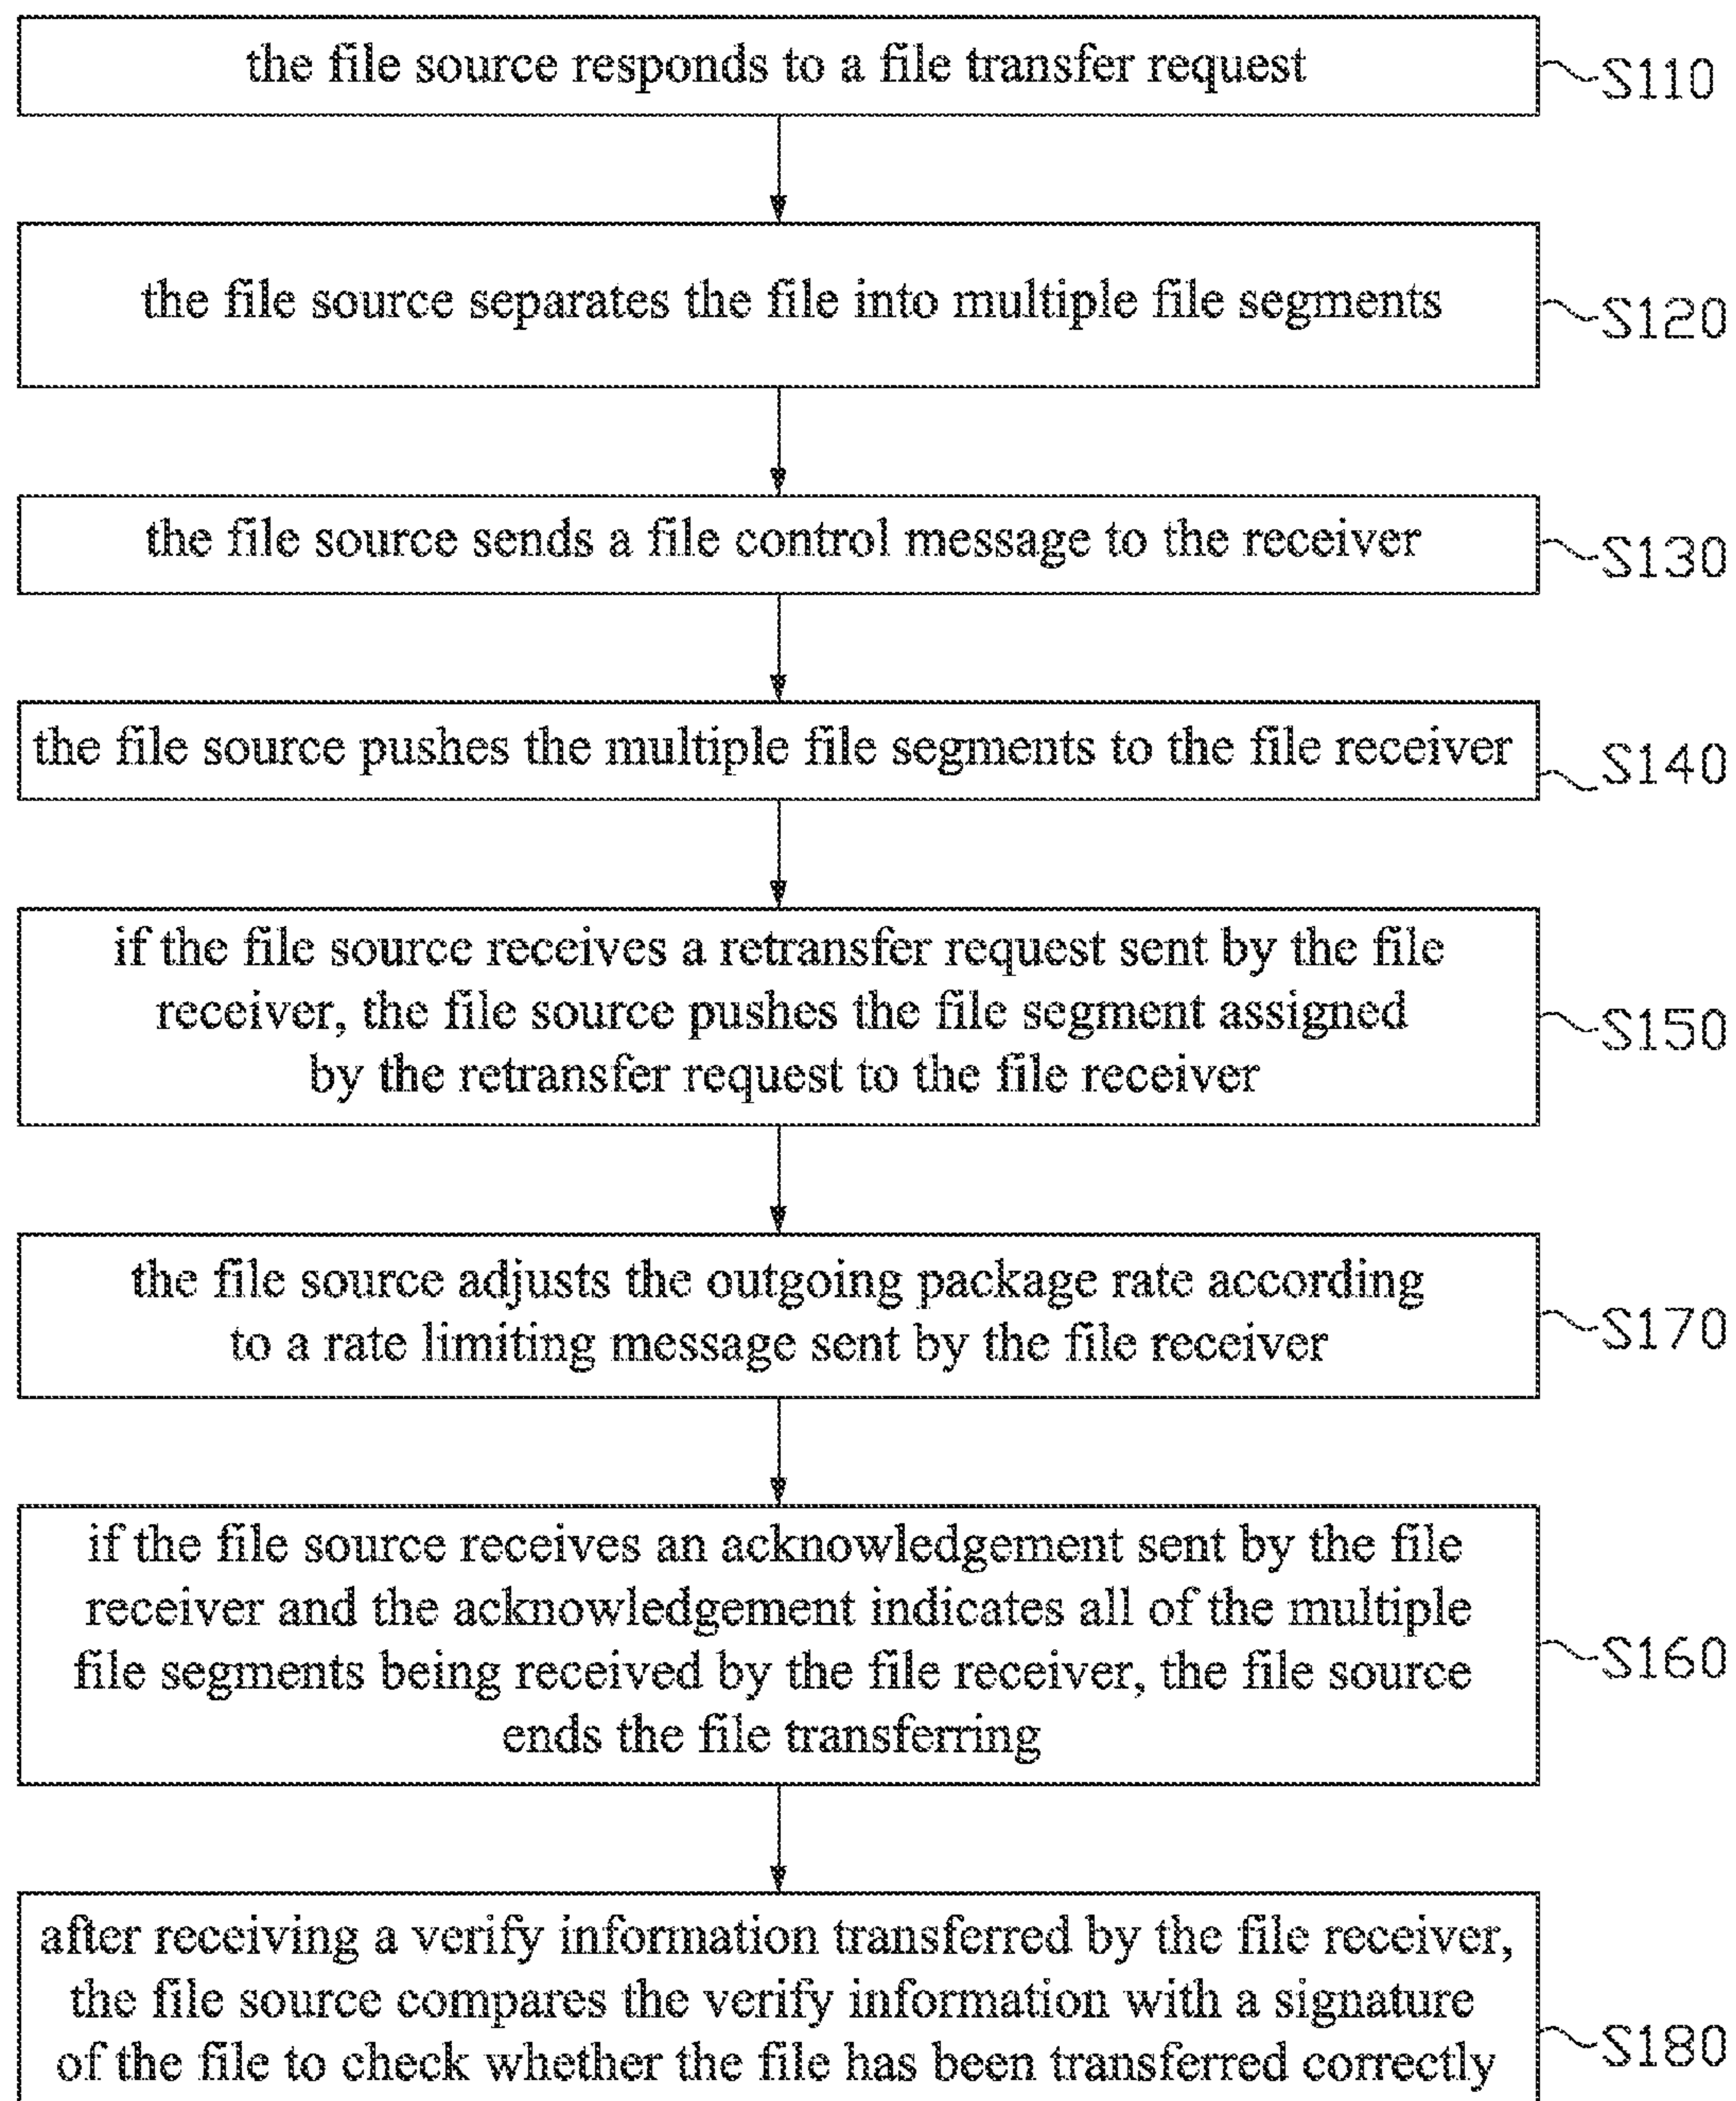 the file source responds to a file transfer request
S110
the file source separates the file into multiple file segments
S120
the file source sends a file control message to the receiver
S130
the file source pushes the multiple file segments to the file receiver
S140
if the file source receives a retransfer request sent by the file
receiver, the file source pushes the file segment assigned
by the retransfer request to the file receiver
S150
the file source adjusts the outgoing package rate according
to a rate limiting message sent by the file receiver
S170
if the file source receives an acknowledgement sent by the file
receiver and the acknowledgement indicates all of the multiple
file segments being received by the file receiver, the file source
ends the file transferring
S160
after receiving a verify information transferred by the file receiver,
the file source compares the verify information with a signature
of the file to check whether the file has been transferred correctly
S180